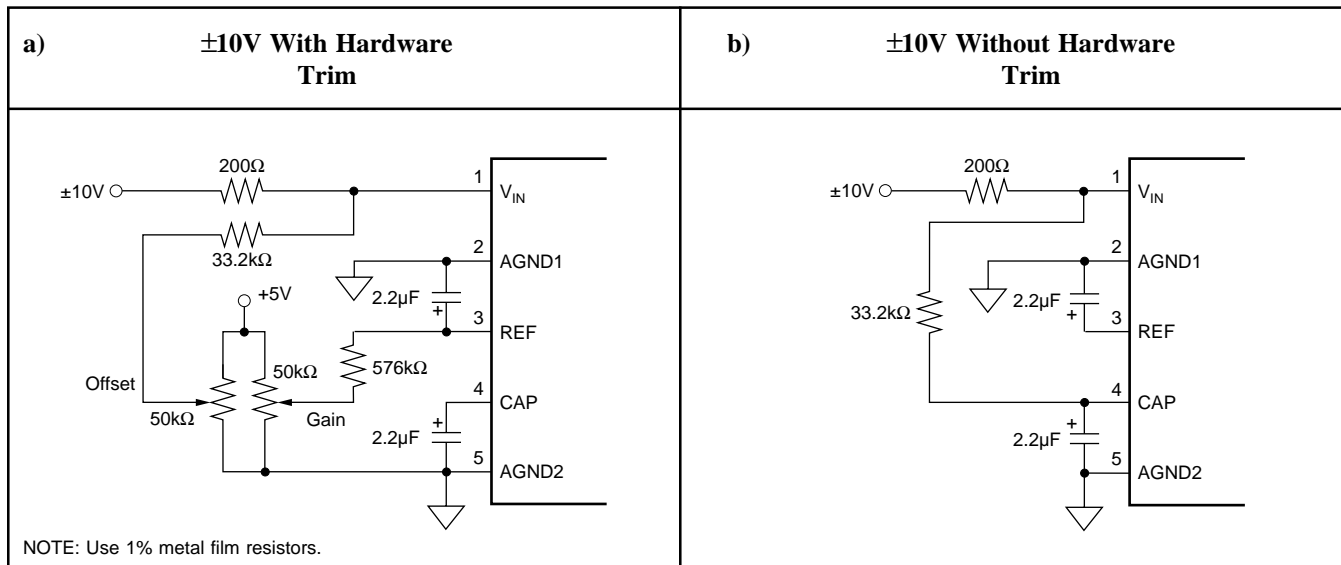 a)
±10V With Hardware
Trim
b)
±10V Without Hardware
Trim
200Ω
±10V
33.2kΩ
+5V
Offset
50kΩ
50kΩ
Gain
576kΩ
2.2µF
+
+
2.2µF
1
VIN
2
AGND1
3
REF
4
CAP
5
AGND2
NOTE: Use 1% metal film resistors.
200Ω
±10V
33.2kΩ
2.2µF
+
+
2.2µF
1
VIN
2
AGND1
3
REF
4
CAP
5
AGND2